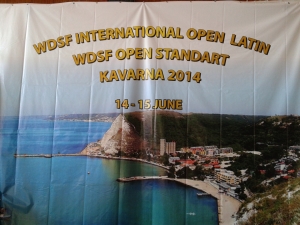 WDSF INTERNATIONAL OPEN LATIN
WDSF OPEN STANDART
KAVARNA 2014
14 - 15 JUNE